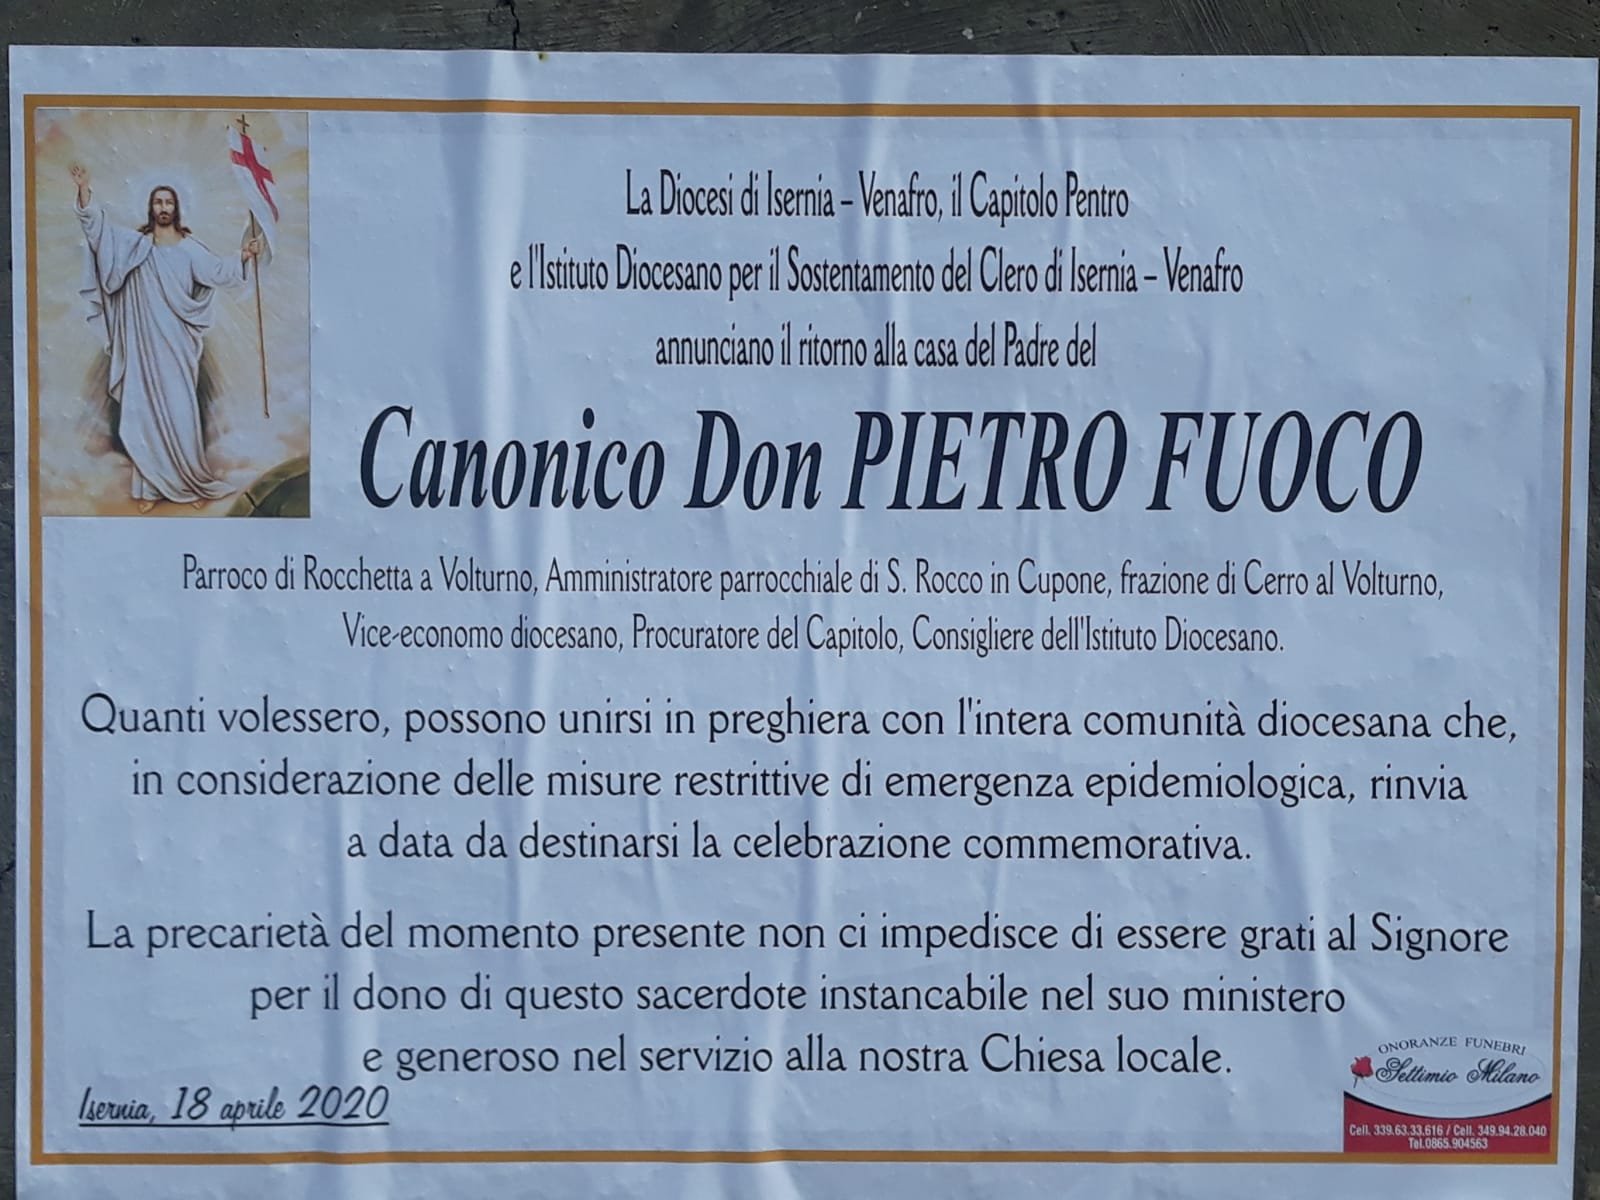 La Diocesi di Isernia – Venafro, il Capitolo Pentro
e l'Istituto Diocesano per il Sostentamento del Clero di Isernia – Venafro
annunciano il ritorno alla casa del Padre del
Canonico Don PIETRO FUOCO
Parroco di Rocchetta a Volturno, Amministratore parrocchiale di S. Rocco in Cupone, frazione di Cerro al Volturno,
Vice-economo diocesano, Procuratore del Capitolo, Consigliere dell'Istituto Diocesano.
Quanti volessero, possono unirsi in preghiera con l'intera comunità diocesana che,
in considerazione delle misure restrittive di emergenza epidemiologica, rinvia
a data da destinarsi la celebrazione commemorativa.
La precarietà del momento presente non ci impedisce di essere grati al Signore
per il dono di questo sacerdote instancabile nel suo ministero
e generoso nel servizio alla nostra Chiesa locale.
Isernia, 18 aprile 2020
ONORANZE FUNEBRI
Settimio Milano
Cell. 339.63.33.616 / Cell. 349.94.28.040
Tel.0865.904563